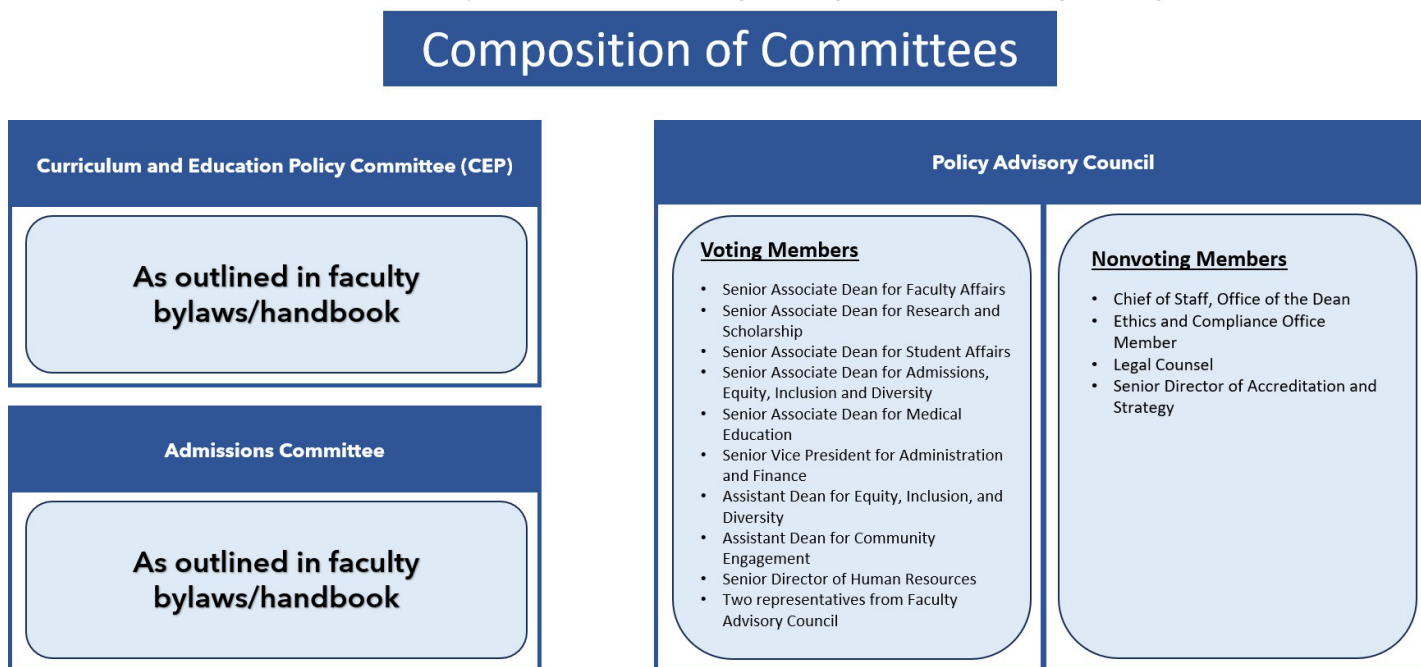 Composition of Committees
Curriculum and Education Policy Committee (CEP)
As outlined in faculty
bylaws/handbook
Admissions Committee
As outlined in faculty
bylaws/handbook
Policy Advisory Council
Voting Members
• Senior Associate Dean for Faculty Affairs
• Senior Associate Dean for Research and
Scholarship
• Senior Associate Dean for Student Affairs
• Senior Associate Dean for Admissions,
Equity, Inclusion and Diversity
• Senior Associate Dean for Medical
Education
• Senior Vice President for Administration
and Finance
• Assistant Dean for Equity, Inclusion, and
Diversity
• Assistant Dean for Community
Engagement
• Senior Director of Human Resources
• Two representatives from Faculty
Advisory Council
Nonvoting Members
• Chief of Staff, Office of the Dean
• Ethics and Compliance Office
Member
• Legal Counsel
• Senior Director of Accreditation and
Strategy